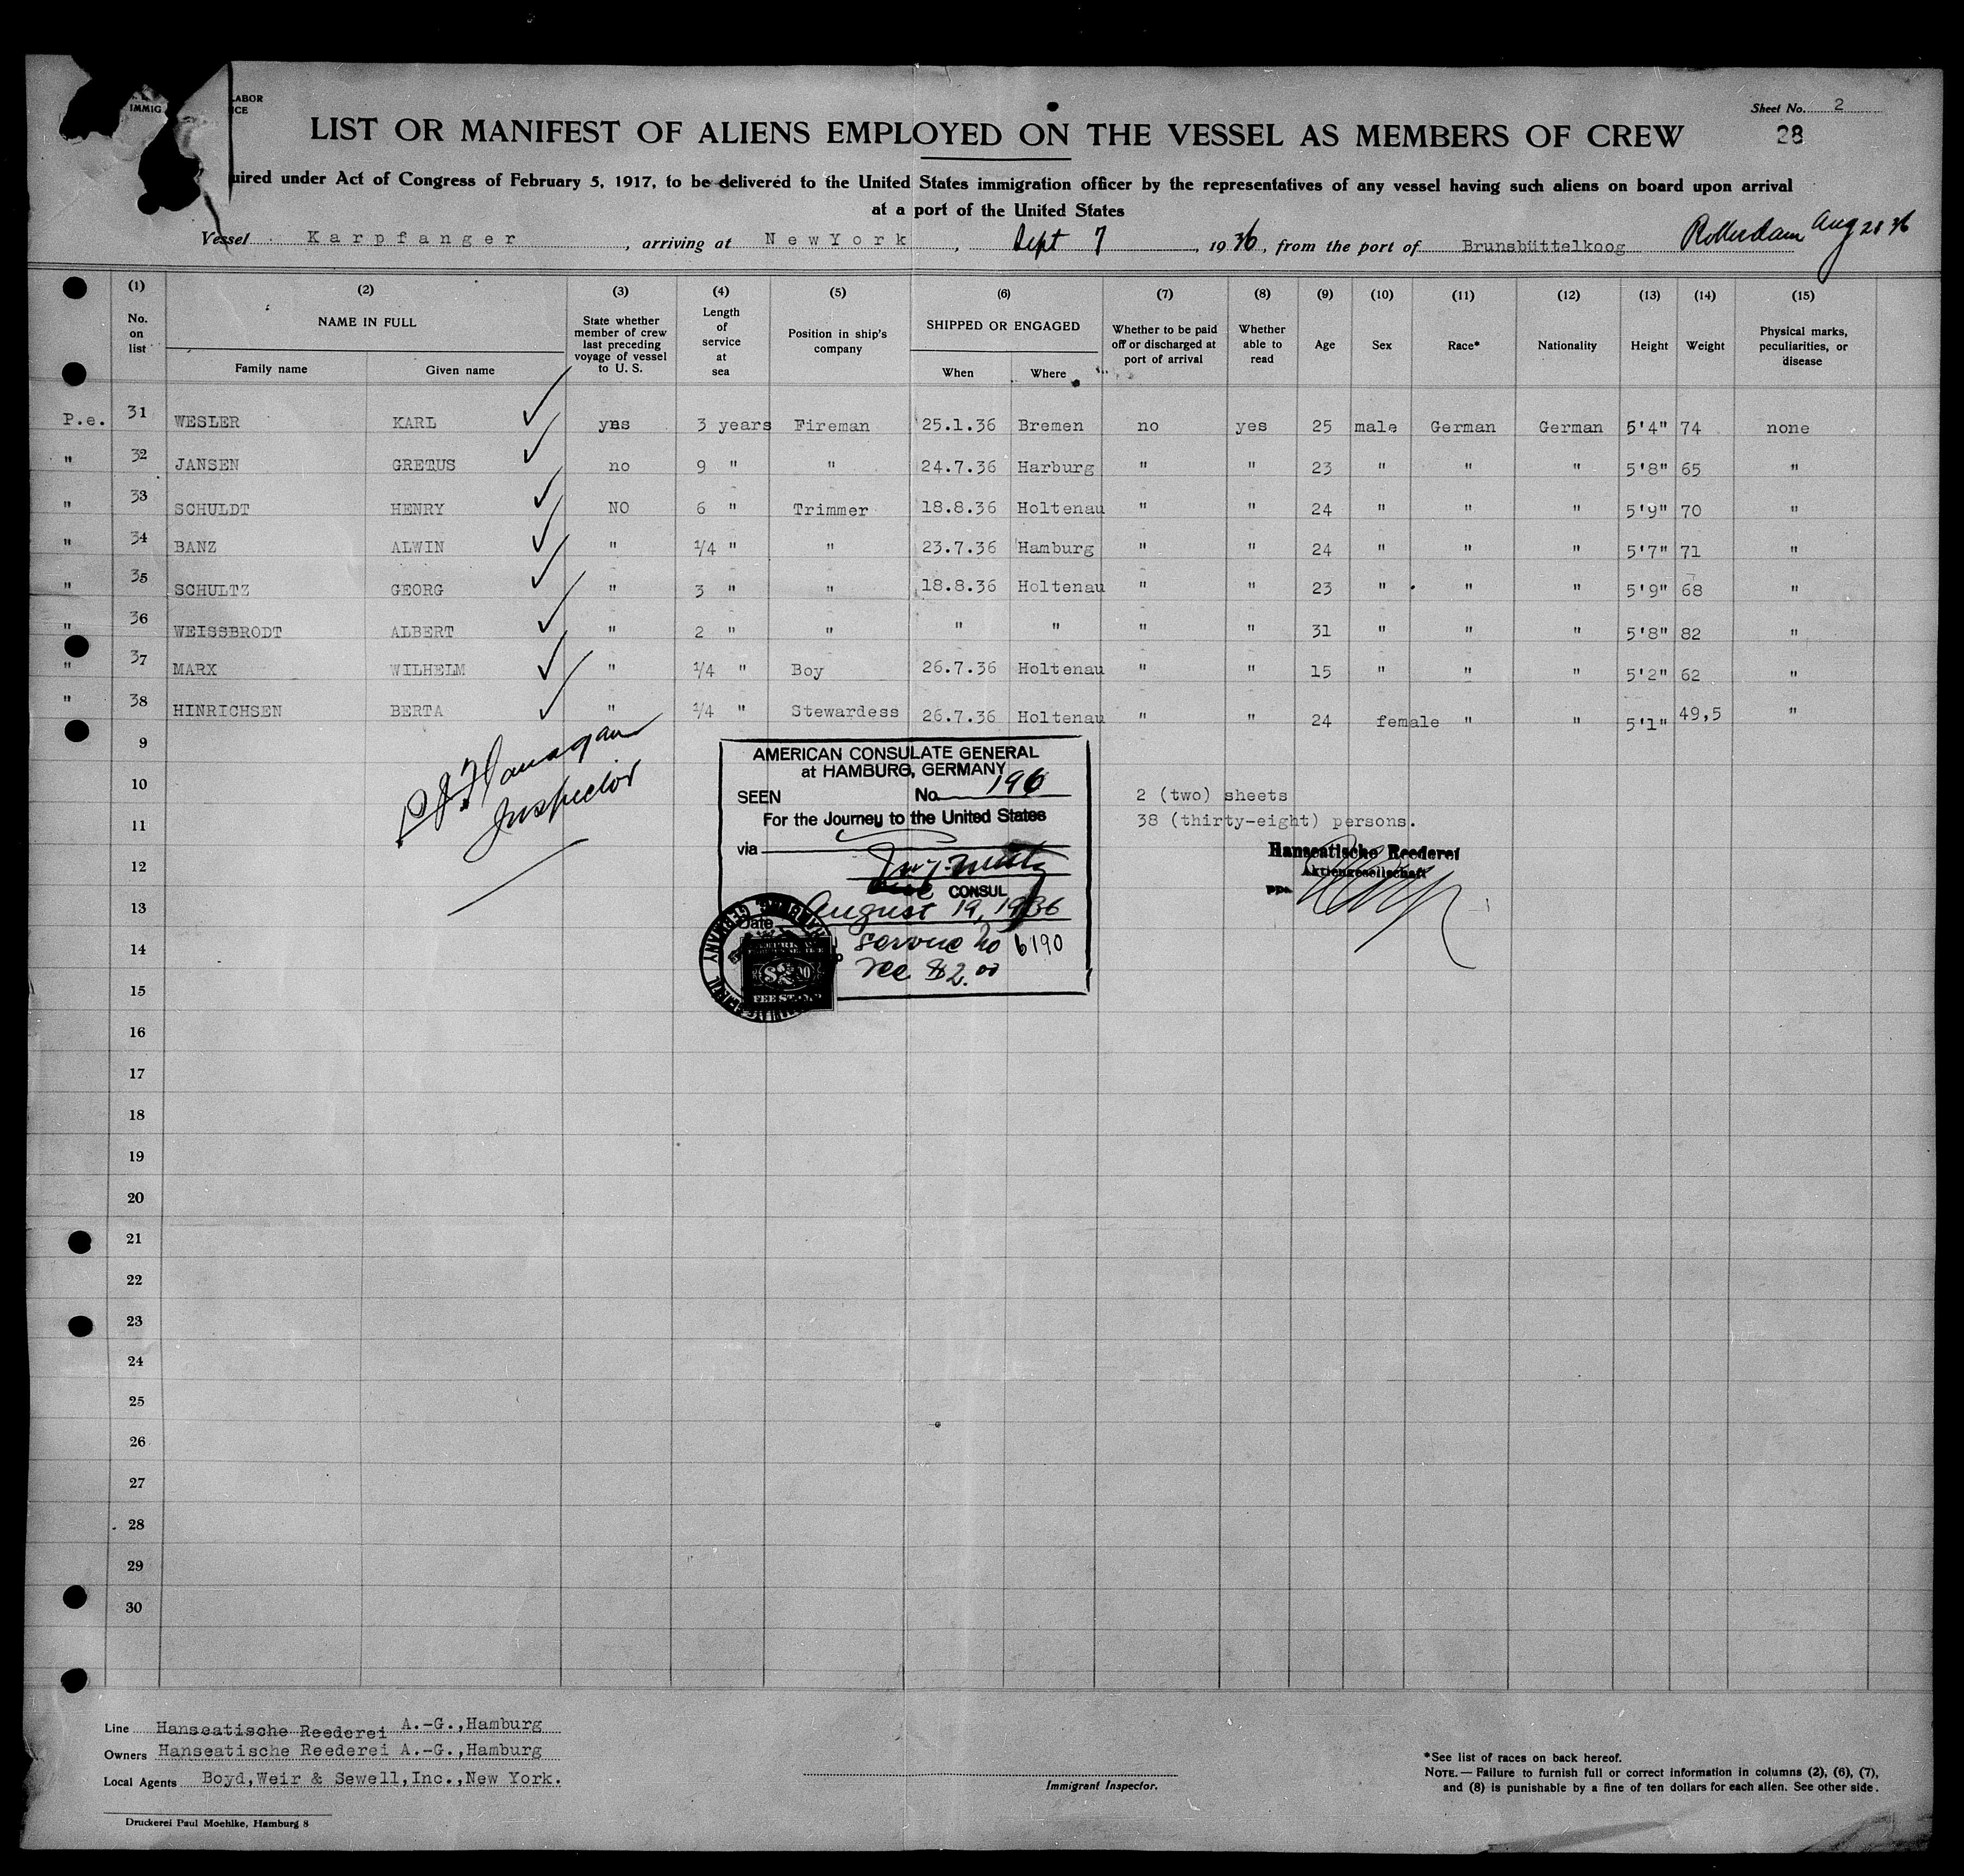 IMMIG
LABOR
ICE
Sheet No. 2
28
LIST OR MANIFEST OF ALIENS EMPLOYED ON THE VESSEL AS MEMBERS OF CREW
uired under Act of Congress of February 5, 1917, to be delivered to the United States immigration officer by the representatives of any vessel having such aliens on board upon arrival
at a port of the United States
Vessel Karpfanger, arriving at New York, Sept 7, 1936, from the port of Brunsbüttelkoog Rotterdam Aug 28 36
(1) (2) (3) (4) (5) (6) (7) (8) (9) (10) (11) (12) (13) (14) (15)
No. on list NAME IN FULL Family name Given name State whether member of crew last preceding voyage of vessel to U. S. Length of service at sea Position in ship's company SHIPPED OR ENGAGED When Where Whether to be paid off or discharged at port of arrival Whether able to read Age Sex Race* Nationality Height Weight Physical marks, peculiarities, or disease
P.e. 31 WESLER KARL yes 3 years Fireman 25.1.36 Bremen no yes 25 male German German 5'4" 74 none
" 32 JANSEN GRETUS no 9 " " 24.7.36 Harburg " " 23 " " " 5'8" 65 "
" 33 SCHULDT HENRY NO 6 " Trimmer 18.8.36 Holtenau " " 24 " " " 5'9" 70 "
" 34 BANZ ALWIN " 1/4 " " 23.7.36 Hamburg " " 24 " " " 5'7" 71 "
" 35 SCHULTZ GEORG " 3 " " 18.8.36 Holtenau " " 23 " " " 5'9" 68 "
" 36 WEISSBRODT ALBERT " 2 " " " " " " 31 " " " 5'8" 82 "
" 37 MARX WILHELM " 1/4 " Boy 26.7.36 Holtenau " " 15 " " " 5'2" 62 "
" 38 HINRICHSEN BERTA " 1/4 " Stewardess 26.7.36 Holtenau " " 24 female " " 5'1" 49,5 "
Flanagan
Inspector
AMERICAN CONSULATE GENERAL
at HAMBURG, GERMANY
SEEN No. 196
For the Journey to the United States
via
CONSUL
Date August 19, 1936
Service No 6190
Fee $2.00
FEE STAMP
2 (two) sheets
38 (thirty-eight) persons.
Hanseatische Reederei
Aktiengesellschaft
ppa.
9
10
11
12
13
14
15
16
17
18
19
20
21
22
23
24
25
26
27
28
29
30
Line Hanseatische Reederei A.-G.,Hamburg
Owners Hanseatische Reederei A.-G.,Hamburg
Local Agents Boyd,Weir & Sewell,Inc.,New York.
Druckerei Paul Moehlke, Hamburg 8
Immigrant Inspector.
*See list of races on back hereof.
NOTE.—Failure to furnish full or correct information in columns (2), (6), (7),
and (8) is punishable by a fine of ten dollars for each alien. See other side.